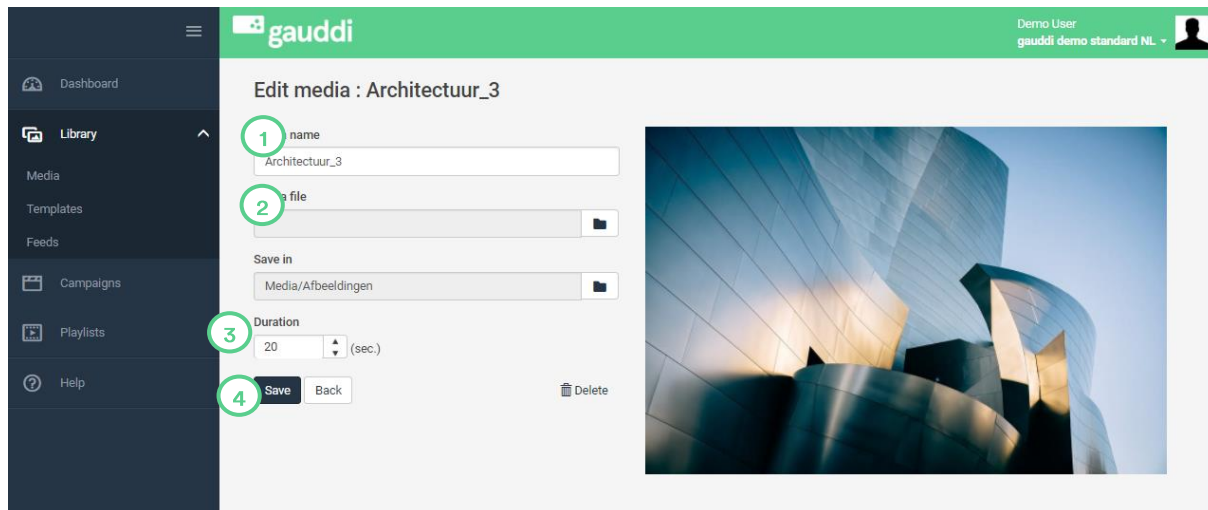 gauddi
Demo User
gauddi demo standard NL
Dashboard
Library
Media
Templates
Feeds
Campaigns
Playlists
Help
Edit media : Architectuur_3
1 name
Architectuur_3
2 file
Save in
Media/Afbeeldingen
Duration
3
20 (sec.)
4 Save Back Delete